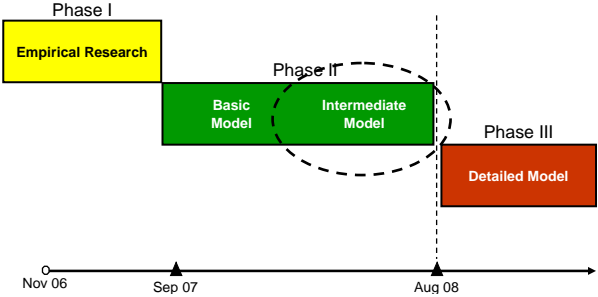 Phase I
Empirical Research
Phase II
Basic
Model
Intermediate
Model
Phase III
Detailed Model
Nov 06
Sep 07
Aug 08